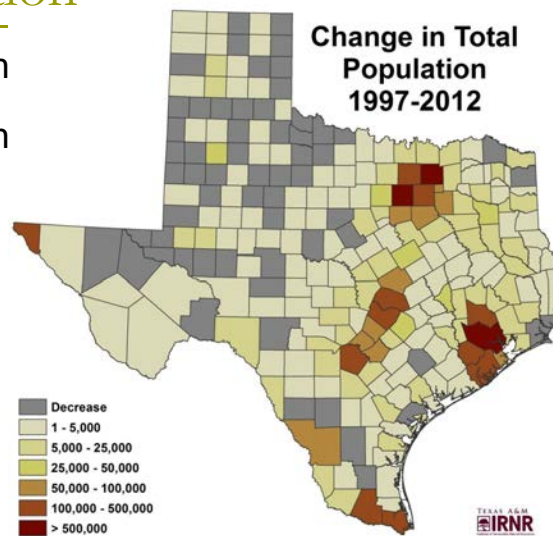 Change in Total
Population
1997-2012
Decrease
1 - 5,000
5,000 - 25,000
25,000 - 50,000
50,000 - 100,000
100,000 - 500,000
> 500,000
TEXAS A&M
IRNR